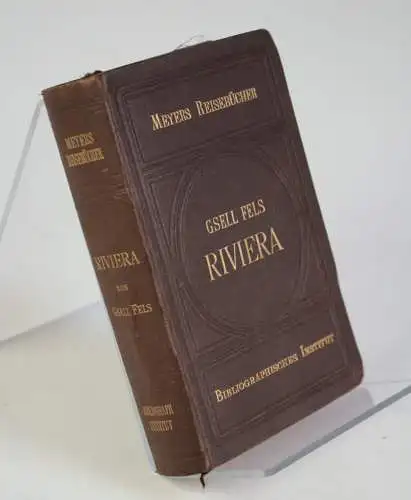 MEYERS REISEBÜCHER
GSELL FELS
RIVIERA
BIBLIOGRAPHISCHES INSTITUT
MEYERS
REISEBÜCHER
RIVIERA
VON
GSELL FELS
BIBLIOGRAPH.
INSTITUT